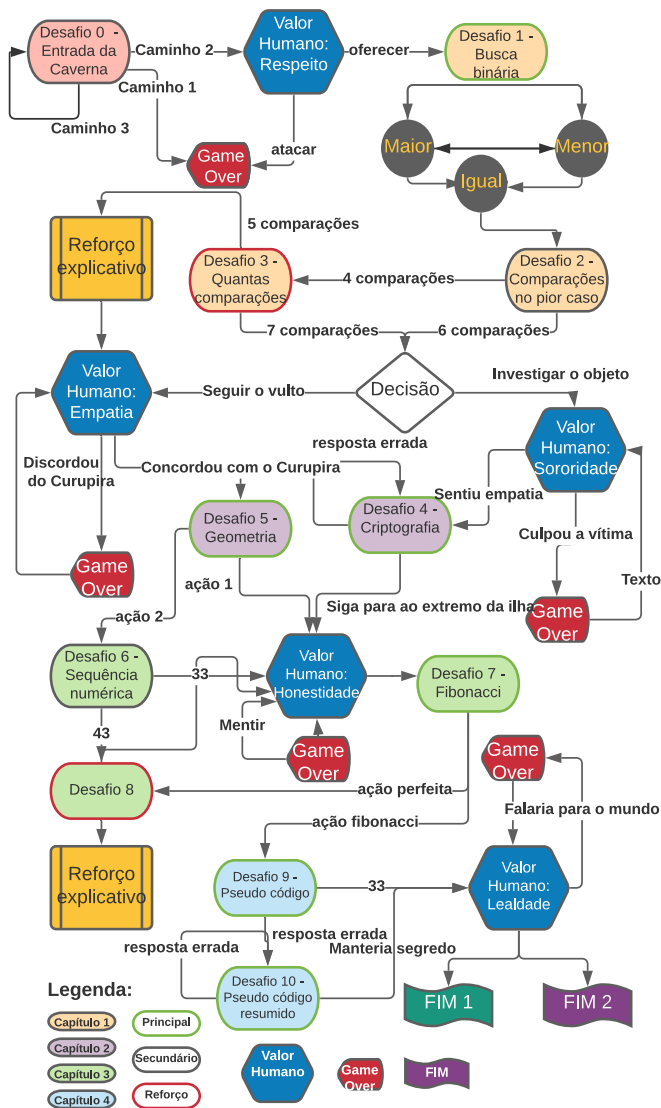 Desafio 0 -
Entrada da
Caverna
Caminho 2
Caminho 1
Caminho 3
Valor
Humano:
Respeito
oferecer
Desafio 1 -
Busca
binária
atacar
Game
Over
Maior
Menor
Igual
5 comparações
Reforço
explicativo
Desafio 3 -
Quantas
comparações
4 comparações
Desafio 2 -
Comparações
no pior caso
7 comparações
6 comparações
Valor
Humano:
Empatia
Seguir o vulto
Decisão
Investigar o objeto
Valor
Humano:
Sororidade
resposta errada
Discordou
do Curupira
Concordou com o Curupira
Sentiu empatia
Desafio 5 -
Geometria
Desafio 4 -
Criptografia
Culpou a vítima
Game
Over
ação 1
Siga para ao extremo da ilha
Game
Over
Texto
ação 2
Desafio 6 -
Sequência
numérica
33
Valor
Humano:
Honestidade
Desafio 7 -
Fibonacci
43
Mentir
Game
Over
Game
Over
Desafio 8
ação perfeita
Falaria para o mundo
ação fibonacci
Reforço
explicativo
Desafio 9 -
Pseudo código
33
Valor
Humano:
Lealdade
resposta errada
resposta errada
Manteria segredo
Desafio 10 -
Pseudo código
resumido
FIM 1
FIM 2
Legenda:
Capítulo 1
Principal
Capítulo 2
Secundário
Capítulo 3
Reforço
Capítulo 4
Valor
Humano
Game
Over
FIM